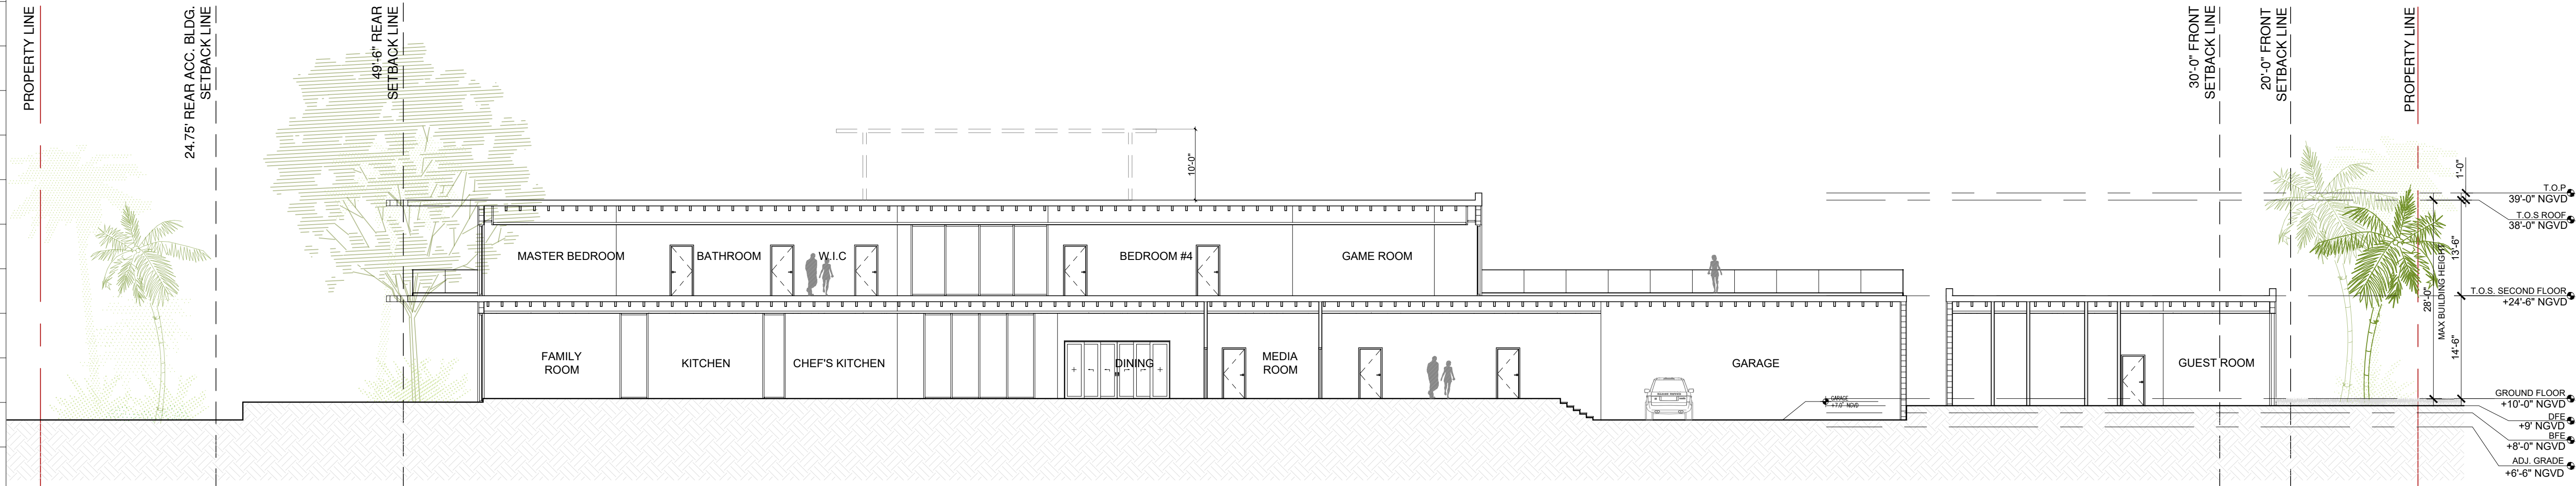 PROPERTY LINE
24.75' REAR ACC. BLDG.
SETBACK LINE
49'-6" REAR
SETBACK LINE
30'-0" FRONT
SETBACK LINE
20'-0" FRONT
SETBACK LINE
PROPERTY LINE
10'-0"
1'-0"
T.O.P
39'-0" NGVD
T.O.S ROOF
38'-0" NGVD
13'-6"
28'-0"
MAX BUILDING HEIGHT
T.O.S. SECOND FLOOR
+24'-6" NGVD
14'-6"
GROUND FLOOR
+10'-0" NGVD
DFE
+9' NGVD
BFE
+8'-0" NGVD
ADJ. GRADE
+6'-6" NGVD
MASTER BEDROOM
BATHROOM
W.I.C
BEDROOM #4
GAME ROOM
FAMILY
ROOM
KITCHEN
CHEF'S KITCHEN
DINING
MEDIA
ROOM
GARAGE
GUEST ROOM
GARAGE
+7.0' NGVD